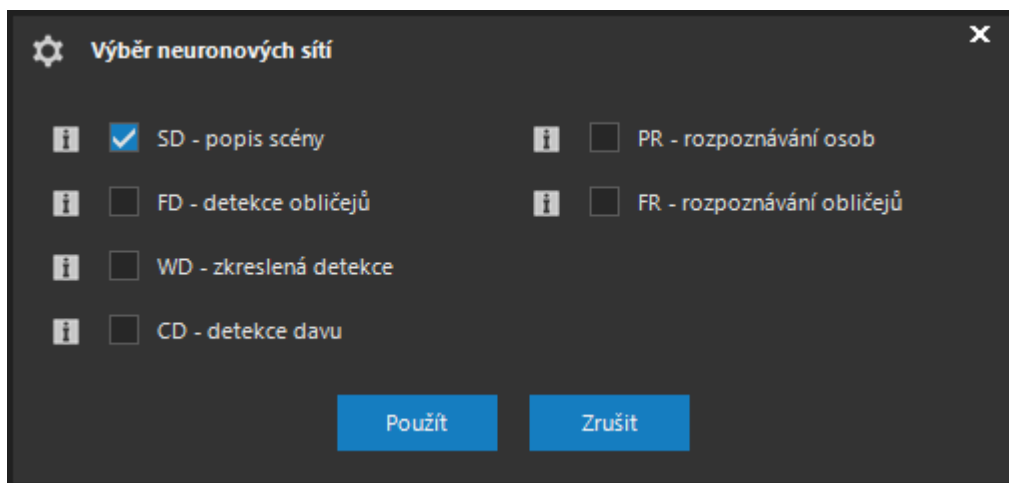 Výběr neuronových sítí
SD - popis scény
PR - rozpoznávání osob
FD - detekce obličejů
FR - rozpoznávání obličejů
WD - zkreslená detekce
CD - detekce davu
Použít
Zrušit